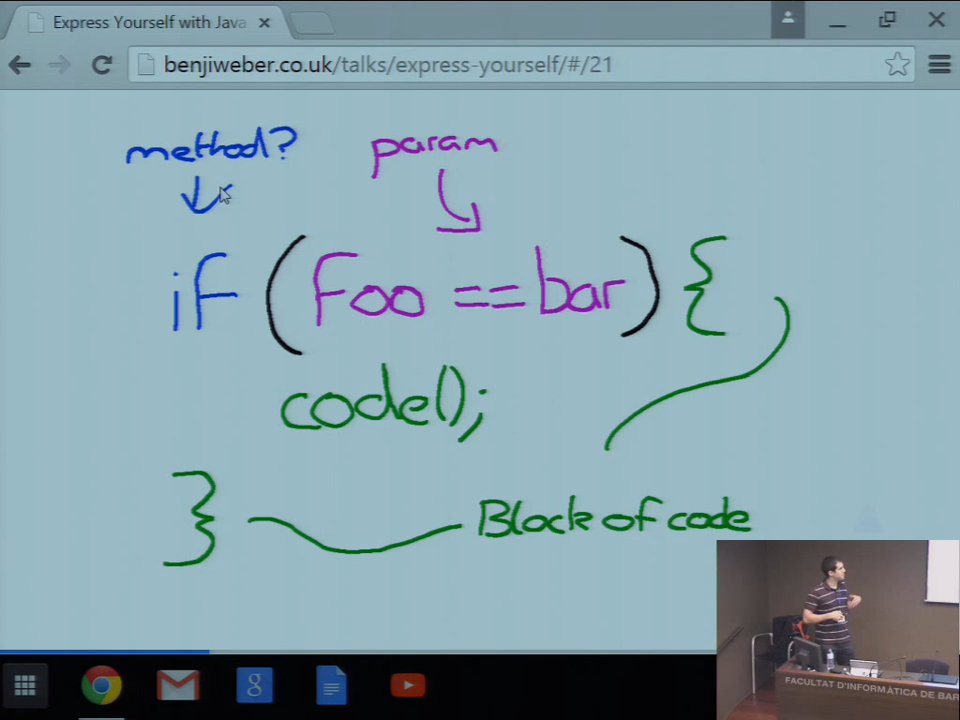 Express Yourself with Java
benjiweber.co.uk/talks/express-yourself/#/21
method?
param
if (foo == bar) {
code();
}
Block of code
FACULTAT D'INFORMÀTICA DE BAR